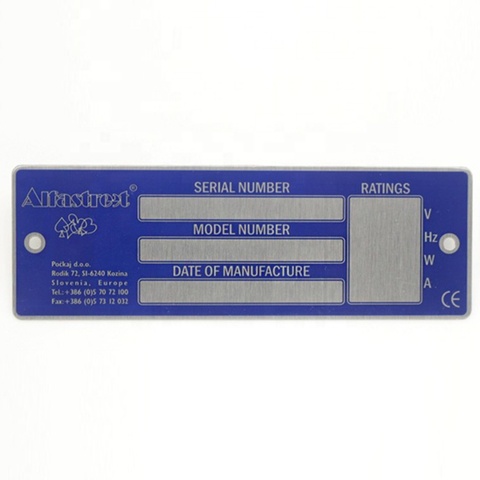 Alfastreet®
Počkaj d.o.o.
Rodik 72, SI-6240 Kozina
Slovenia, Europe
Tel.:+386 (0)5 70 72 100
Fax:+386 (0)5 73 12 032
SERIAL NUMBER
MODEL NUMBER
DATE OF MANUFACTURE
RATINGS
V
Hz
W
A
CE